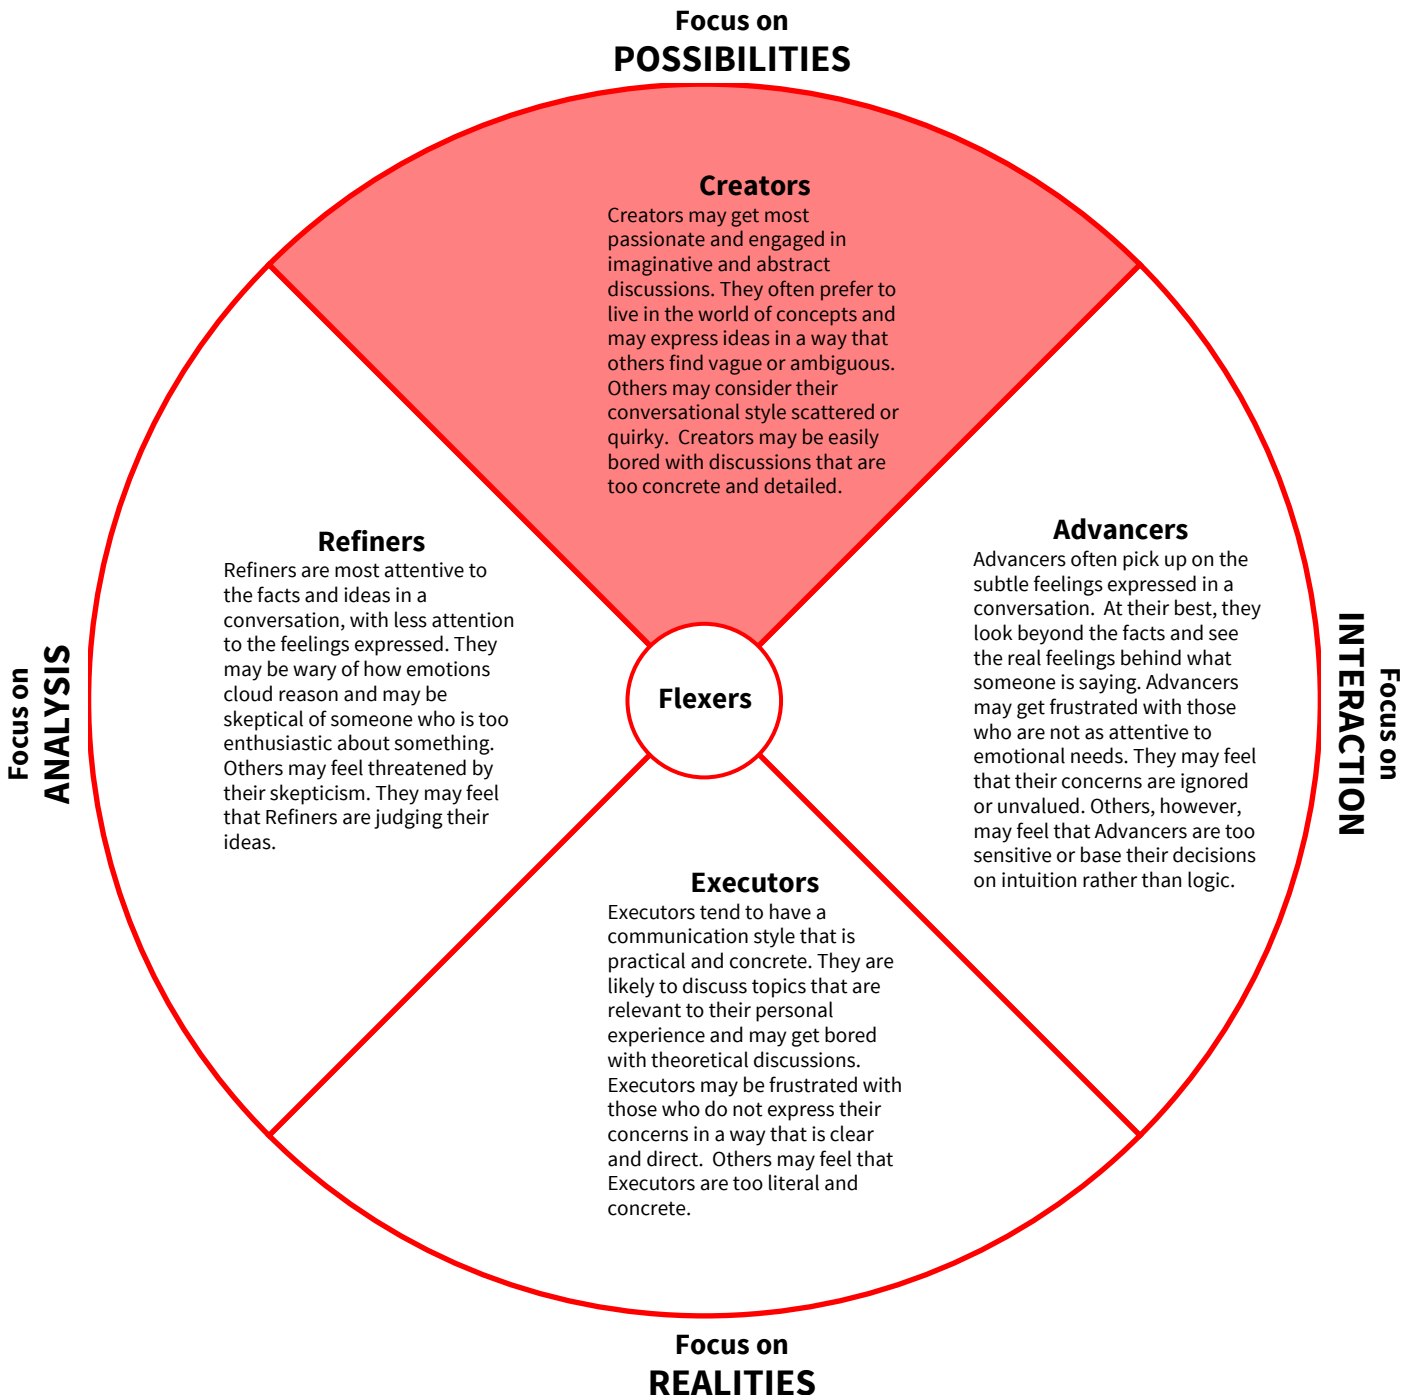 Focus on
POSSIBILITIES
Creators
Creators may get most
passionate and engaged in
imaginative and abstract
discussions. They often prefer to
live in the world of concepts and
may express ideas in a way that
others find vague or ambiguous.
Others may consider their
conversational style scattered or
quirky.  Creators may be easily
bored with discussions that are
too concrete and detailed.
Focus on
ANALYSIS
Refiners
Refiners are most attentive to
the facts and ideas in a
conversation, with less attention
to the feelings expressed. They
may be wary of how emotions
cloud reason and may be
skeptical of someone who is too
enthusiastic about something.
Others may feel threatened by
their skepticism. They may feel
that Refiners are judging their
ideas.
Flexers
Advancers
Advancers often pick up on the
subtle feelings expressed in a
conversation.  At their best, they
look beyond the facts and see
the real feelings behind what
someone is saying. Advancers
may get frustrated with those
who are not as attentive to
emotional needs. They may feel
that their concerns are ignored
or unvalued. Others, however,
may feel that Advancers are too
sensitive or base their decisions
on intuition rather than logic.
Focus on
INTERACTION
Executors
Executors tend to have a
communication style that is
practical and concrete. They are
likely to discuss topics that are
relevant to their personal
experience and may get bored
with theoretical discussions.
Executors may be frustrated with
those who do not express their
concerns in a way that is clear
and direct.  Others may feel that
Executors are too literal and
concrete.
Focus on
REALITIES